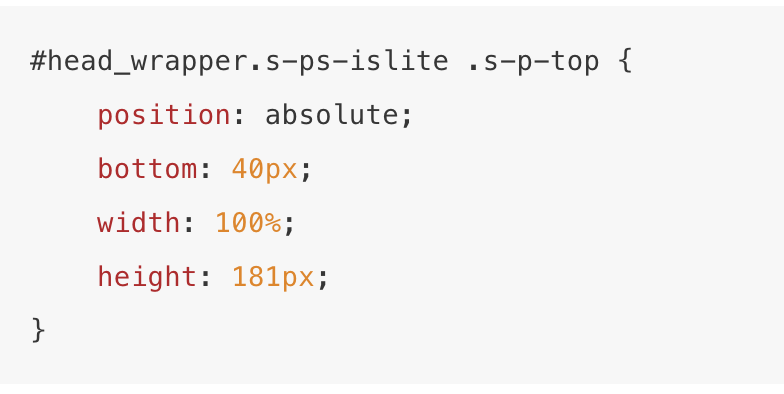 #head_wrapper.s-ps-islite .s-p-top {
    position: absolute;
    bottom: 40px;
    width: 100%;
    height: 181px;
}